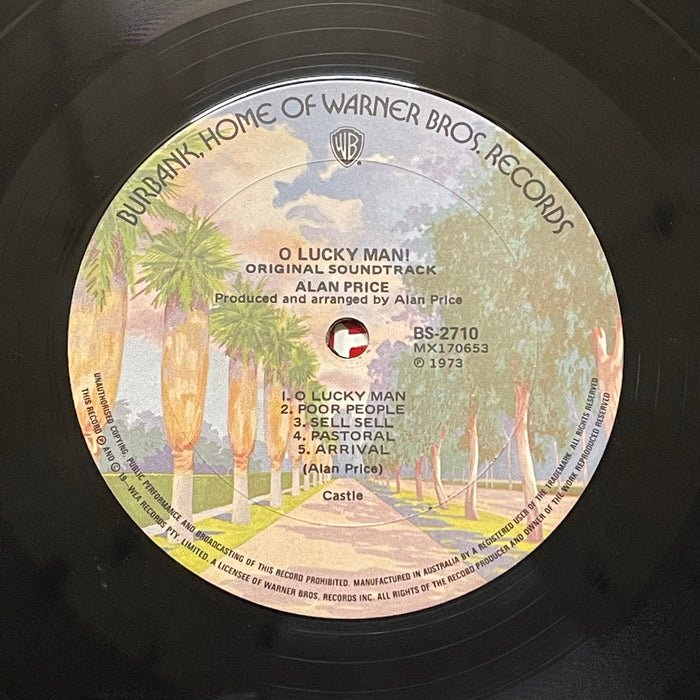 BURBANK, HOME OF WARNER BROS. RECORDS
WB
O LUCKY MAN!
ORIGINAL SOUNDTRACK
ALAN PRICE
Produced and arranged by Alan Price
BS-2710
MX170653
℗ 1973
1. O LUCKY MAN
2. POOR PEOPLE
3. SELL SELL
4. PASTORAL
5. ARRIVAL
(Alan Price)
Castle
UNAUTHORISED COPYING, PUBLIC PERFORMANCE AND BROADCASTING OF THIS RECORD PROHIBITED. MANUFACTURED IN AUSTRALIA BY A REGISTERED USER OF THE TRADEMARK. ALL RIGHTS RESERVED
THIS RECORD ℗ AND © 19—WEA RECORDS PTY. LIMITED. A LICENSEE OF WARNER BROS. RECORDS INC. ALL RIGHTS OF THE RECORD PRODUCER AND OWNER OF THE WORK REPRODUCED RESERVED